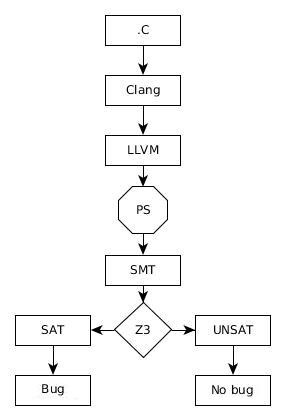 .C
Clang
LLVM
PS
SMT
SAT
Z3
UNSAT
Bug
No bug